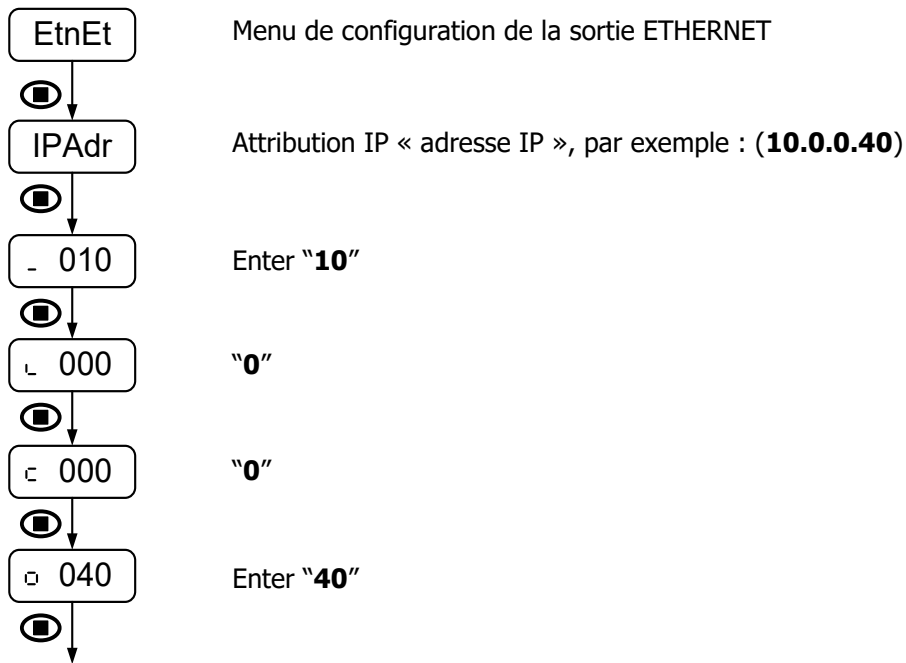 EtnEt Menu de configuration de la sortie ETHERNET
IPAdr Attribution IP « adresse IP », par exemple : (10.0.0.40)
_ 010 Enter “10”
000 “0”
000 “0”
040 Enter “40”